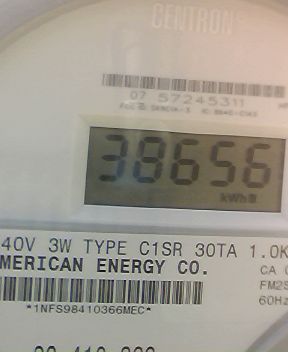 CENTRON
07 57245311
38656
kWh
40V 3W TYPE C1SR 30TA 1.0K
MERICAN ENERGY CO.
CA
FM2S
60Hz
*1NFS98410366MEC*